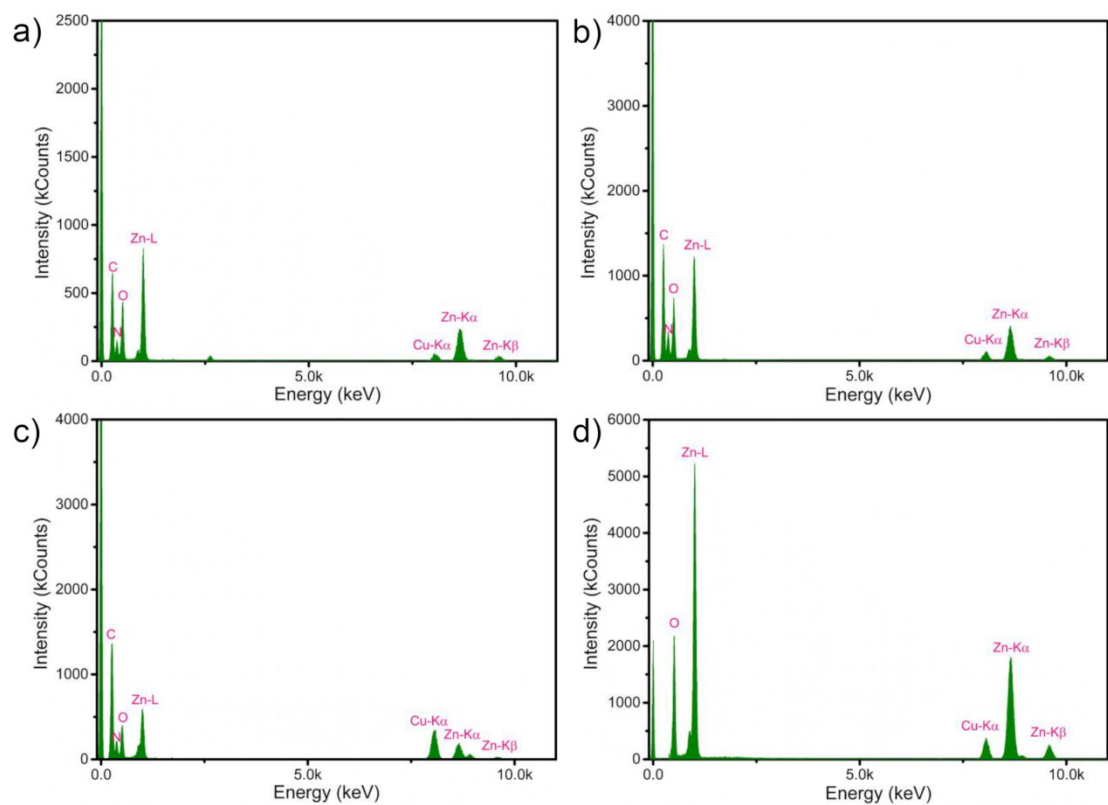 a)
Intensity (kCounts)
2500
2000
1500
1000
500
0
C
N
O
Zn-L
Cu-Kα
Zn-Kα
Zn-Kβ
0.0
5.0k
10.0k
Energy (keV)
b)
Intensity (kCounts)
4000
3000
2000
1000
0
C
N
O
Zn-L
Cu-Kα
Zn-Kα
Zn-Kβ
0.0
5.0k
10.0k
Energy (keV)
c)
Intensity (kCounts)
4000
3000
2000
1000
0
C
N
O
Zn-L
Cu-Kα
Zn-Kα
Zn-Kβ
0.0
5.0k
10.0k
Energy (keV)
d)
Intensity (kCounts)
6000
5000
4000
3000
2000
1000
0
O
Zn-L
Cu-Kα
Zn-Kα
Zn-Kβ
0.0
5.0k
10.0k
Energy (keV)